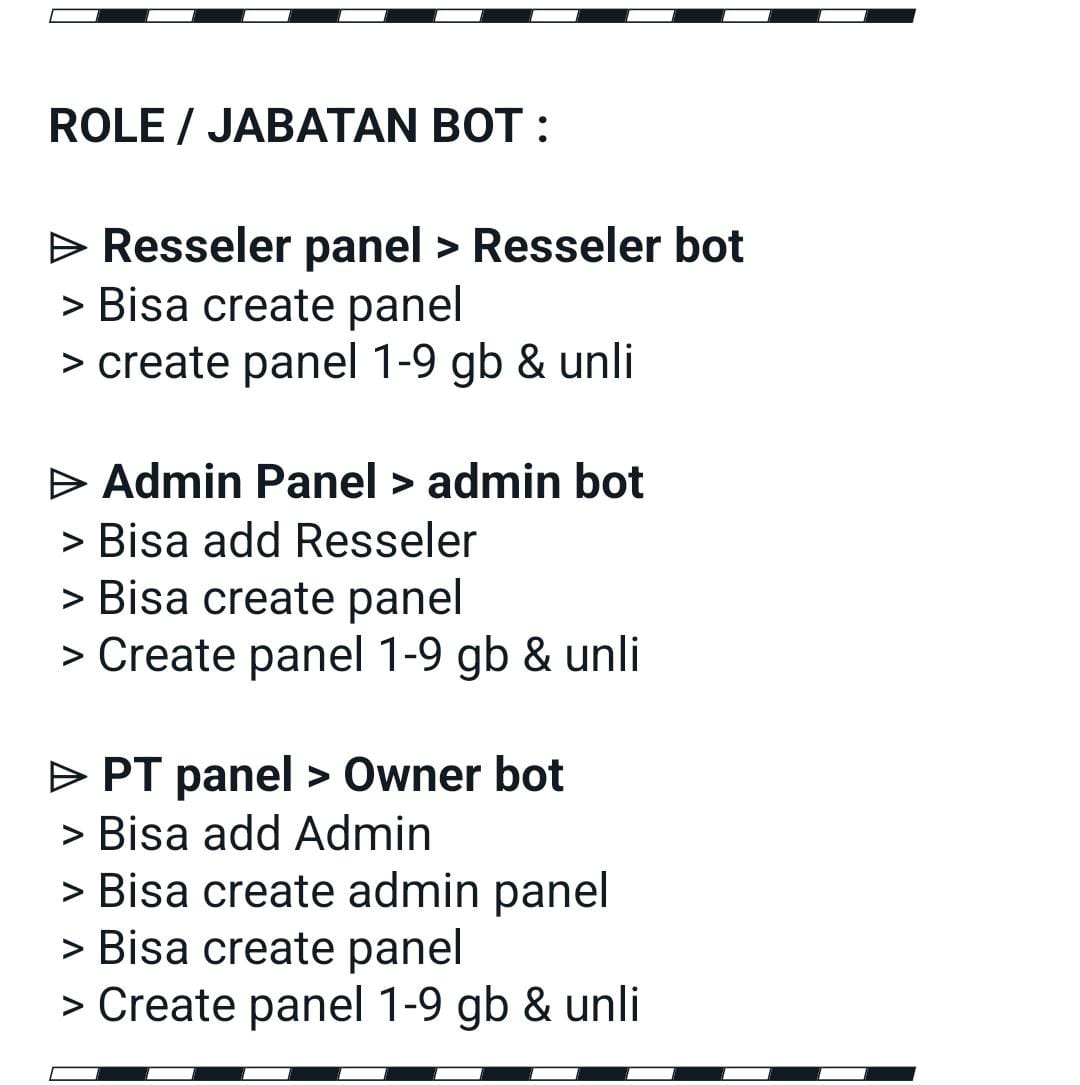 ROLE / JABATAN BOT :
⌲ Resseler panel > Resseler bot
> Bisa create panel
> create panel 1-9 gb & unli
⌲ Admin Panel > admin bot
> Bisa add Resseler
> Bisa create panel
> Create panel 1-9 gb & unli
⌲ PT panel > Owner bot
> Bisa add Admin
> Bisa create admin panel
> Bisa create panel
> Create panel 1-9 gb & unli